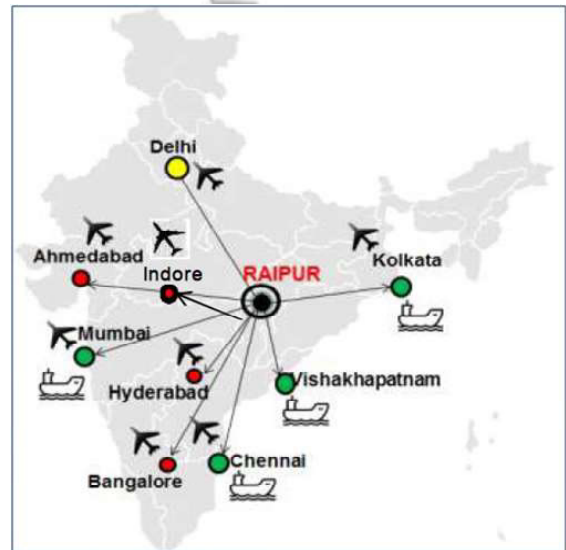 Delhi
Ahmedabad
Indore
RAIPUR
Kolkata
Mumbai
Hyderabad
Vishakhapatnam
Bangalore
Chennai